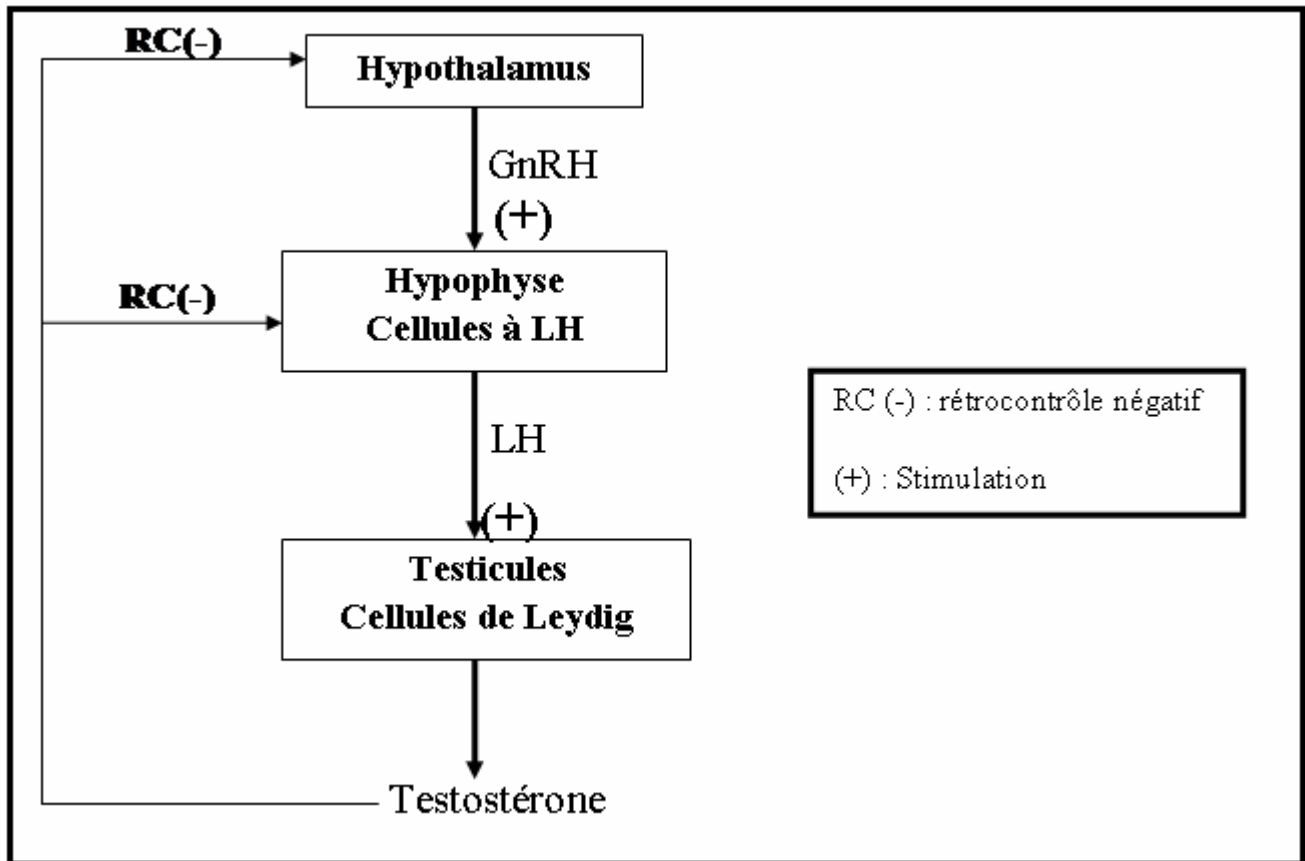 RC(-)
Hypothalamus
GnRH
(+)
RC(-)
Hypophyse
Cellules à LH
LH
(+)
Testicules
Cellules de Leydig
Testostérone
RC (-) : rétrocontrôle négatif
(+) : Stimulation